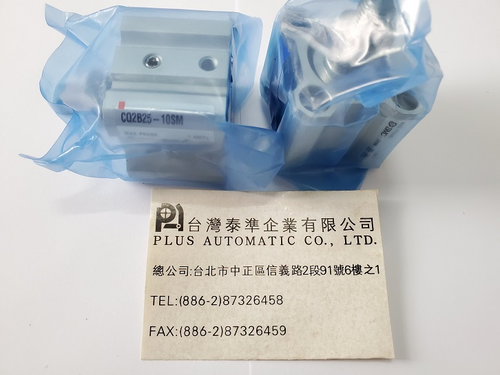 CQ2B25-10SM
SMC
台灣泰準企業有限公司
PLUS AUTOMATIC CO., LTD.
總公司:台北市中正區信義路2段91號6樓之1
TEL:(886-2)87326458
FAX:(886-2)87326459